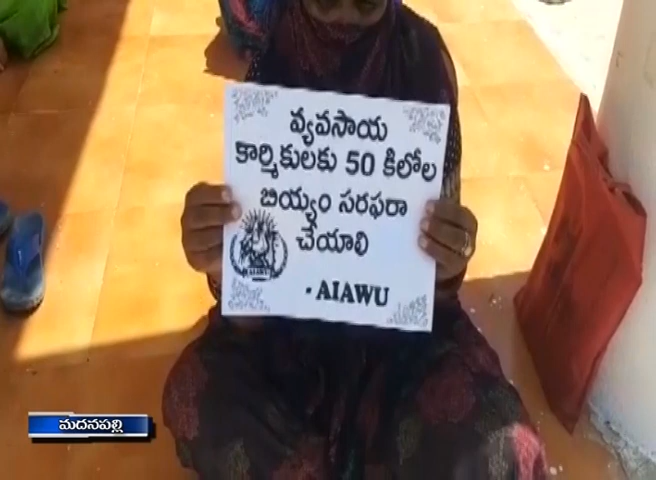 వ్యవసాయ
కార్మికులకు 50 కిలోల
బియ్యం సరఫరా
చేయాలి
- AIAWU
మదనపల్లి